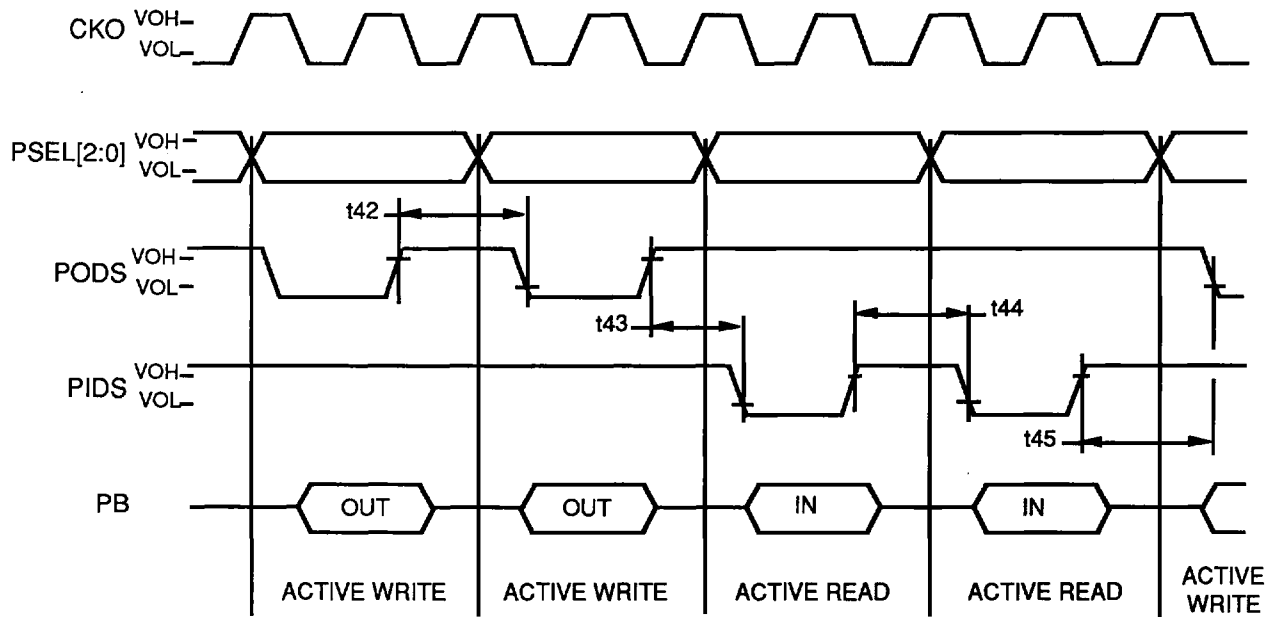 CKO VOH
VOL
PSEL[2:0] VOH
VOL
t42
PODS VOH
VOL
t43
t44
PIDS VOH
VOL
t45
PB OUT OUT IN IN
ACTIVE WRITE ACTIVE WRITE ACTIVE READ ACTIVE READ ACTIVE
WRITE